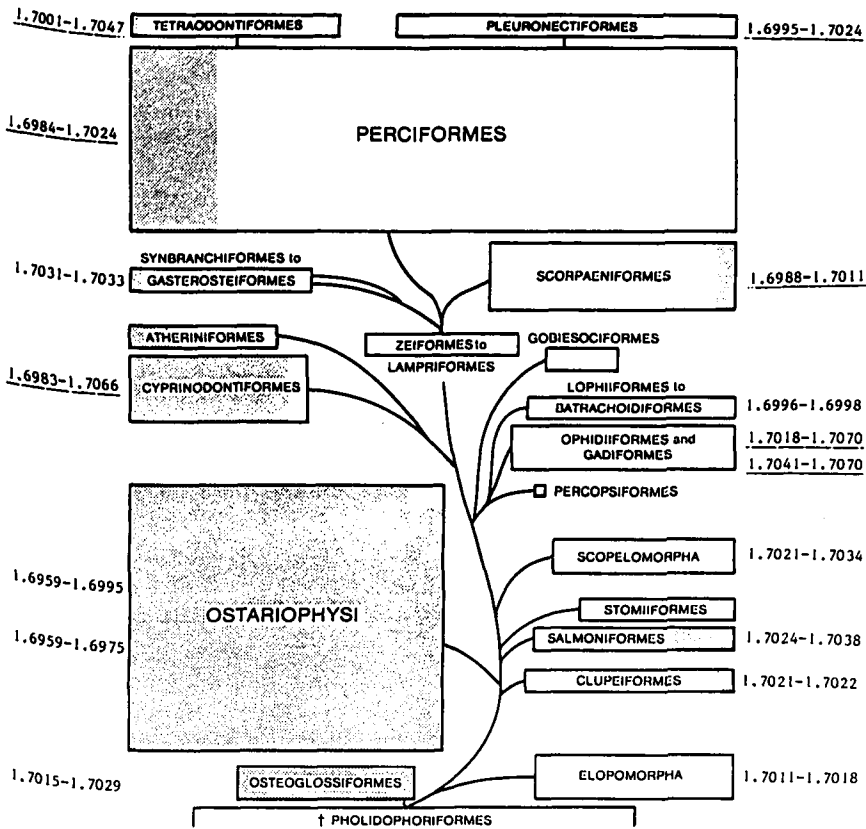 1.7001-1.7047
TETRAODONTIFORMES
PLEURONECTIFORMES
1.6995-1.7024
1.6984-1.7024
PERCIFORMES
SYNBRANCHIFORMES to
GASTEROSTEIFORMES
1.7031-1.7033
SCORPAENIFORMES
1.6988-1.7011
ATHERINIFORMES
ZEIFORMES to
LAMPRIFORMES
GOBIESOCIFORMES
1.6983-1.7066
CYPRINODONTIFORMES
LOPHIIFORMES to
BATRACHOIDIFORMES
1.6996-1.6998
OPHIDIIFORMES and
GADIFORMES
1.7018-1.7070
1.7041-1.7070
PERCOPSIFORMES
SCOPELOMORPHA
1.7021-1.7034
1.6959-1.6995
OSTARIOPHYSI
1.6959-1.6975
STOMIIFORMES
SALMONIFORMES
1.7024-1.7038
CLUPEIFORMES
1.7021-1.7022
1.7015-1.7029
OSTEOGLOSSIFORMES
ELOPOMORPHA
1.7011-1.7018
† PHOLIDOPHORIFORMES